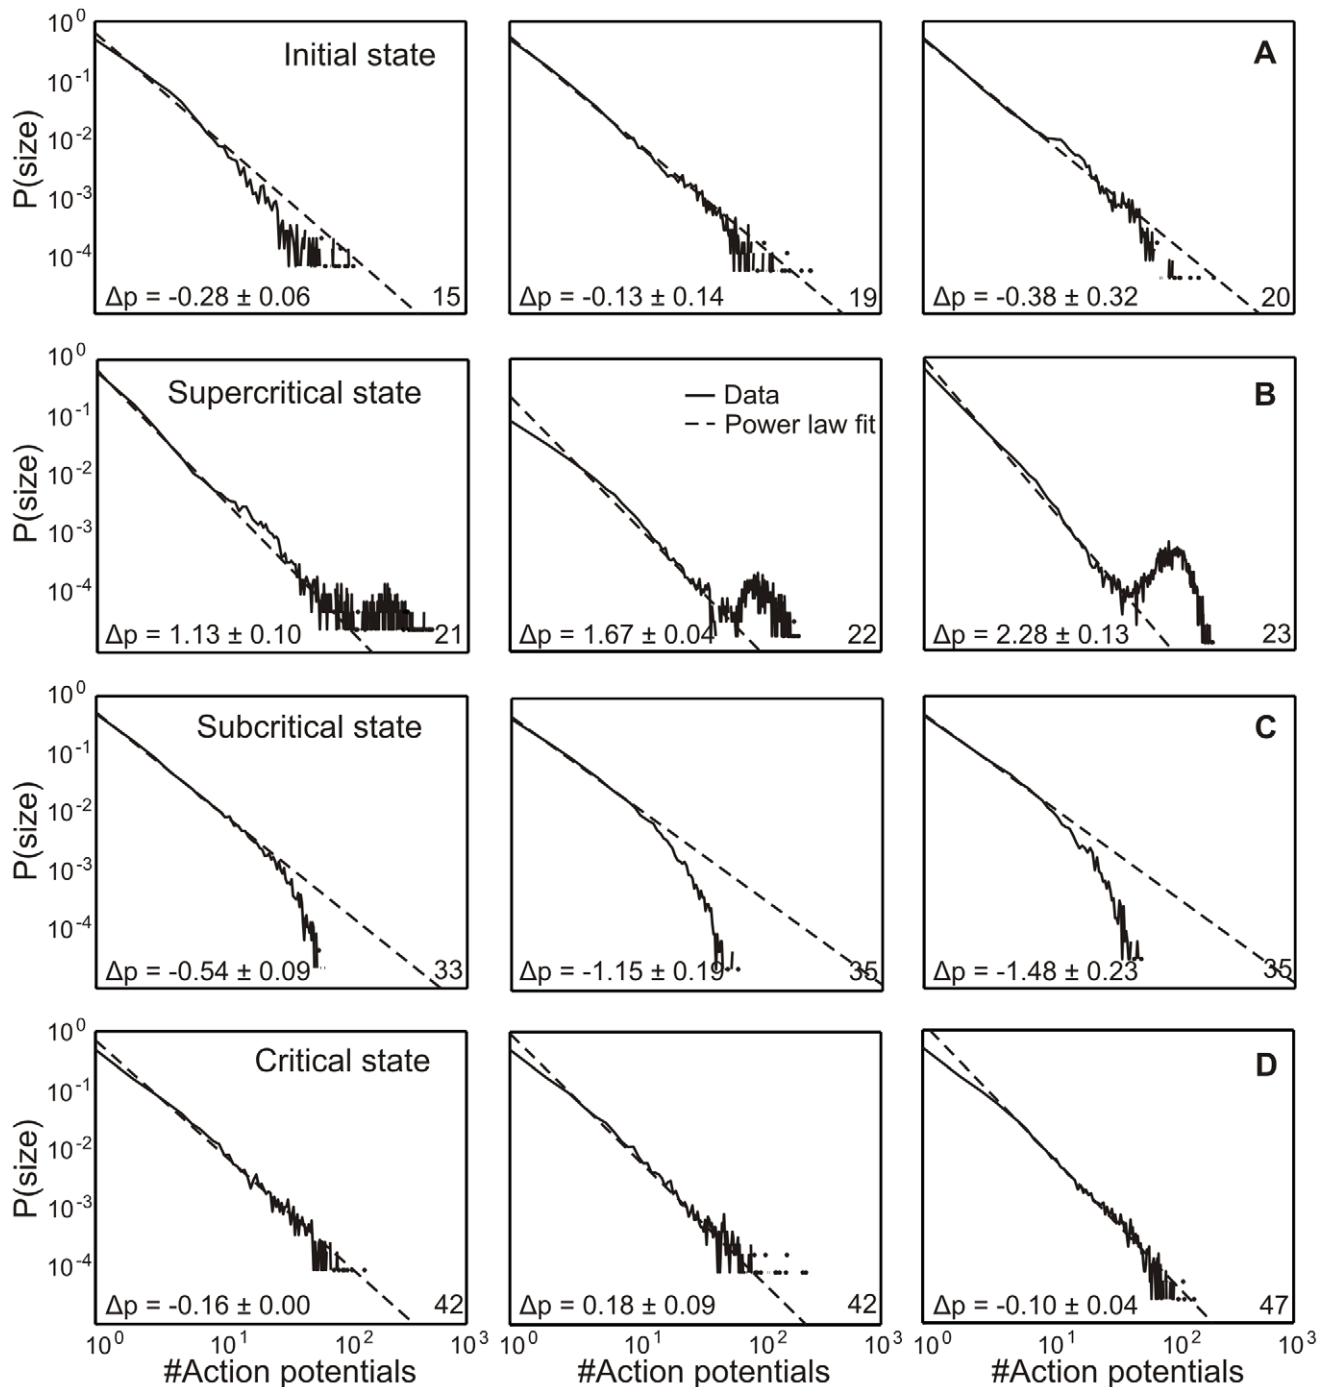 10^0
10^-1
10^-2
10^-3
10^-4
P(size)
Initial state
Δp = -0.28 ± 0.06
15
Δp = -0.13 ± 0.14
19
A
Δp = -0.38 ± 0.32
20
10^0
10^-1
10^-2
10^-3
10^-4
P(size)
Supercritical state
Δp = 1.13 ± 0.10
21
Data
Power law fit
Δp = 1.67 ± 0.04
22
B
Δp = 2.28 ± 0.13
23
10^0
10^-1
10^-2
10^-3
10^-4
P(size)
Subcritical state
Δp = -0.54 ± 0.09
33
Δp = -1.15 ± 0.19
35
C
Δp = -1.48 ± 0.23
35
10^0
10^-1
10^-2
10^-3
10^-4
P(size)
Critical state
Δp = -0.16 ± 0.00
42
Δp = 0.18 ± 0.09
42
D
Δp = -0.10 ± 0.04
47
10^0 10^1 10^2 10^3
10^0 10^1 10^2 10^3
10^0 10^1 10^2 10^3
#Action potentials
#Action potentials
#Action potentials